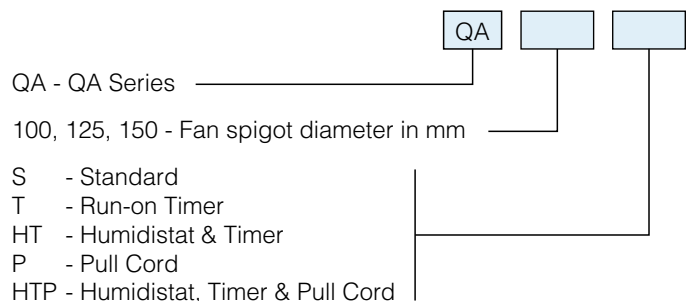 QA
QA - QA Series
100, 125, 150 - Fan spigot diameter in mm
S - Standard
T - Run-on Timer
HT - Humidistat & Timer
P - Pull Cord
HTP - Humidistat, Timer & Pull Cord